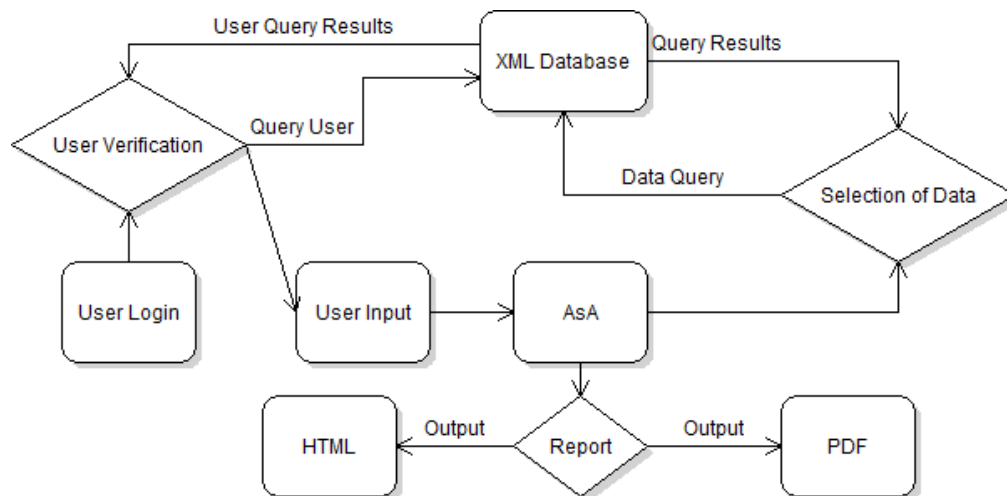 User Query Results
XML Database
Query Results
User Verification
Query User
Data Query
Selection of Data
User Login
User Input
AsA
HTML
Output
Report
Output
PDF